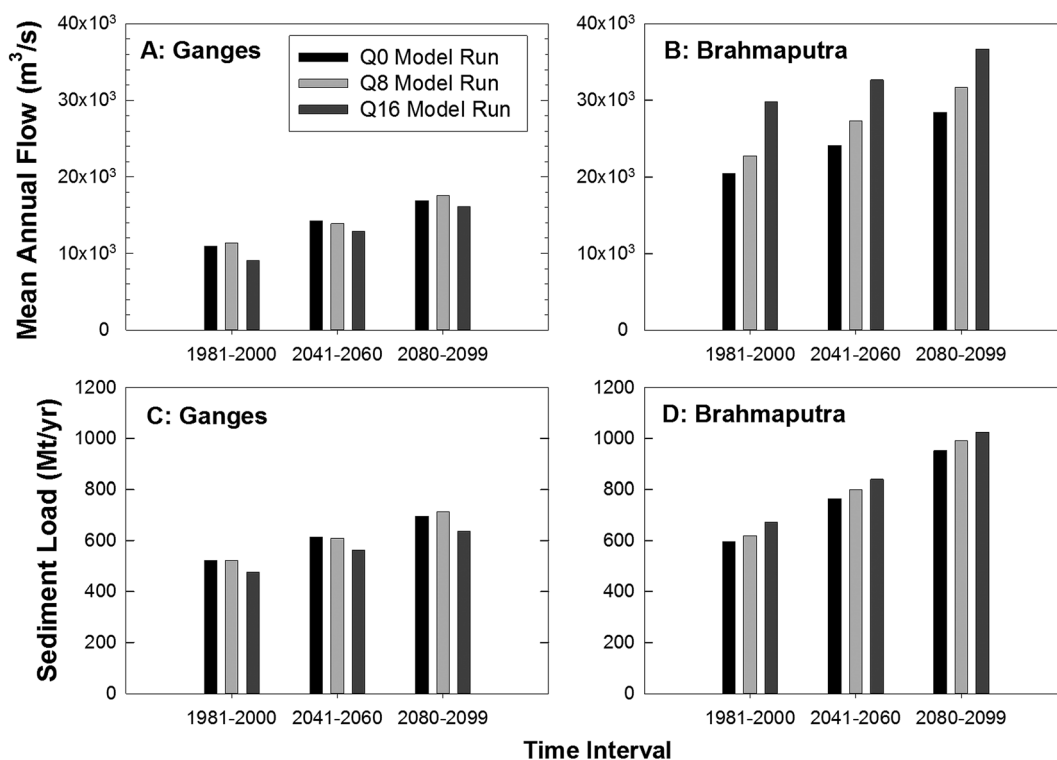 Mean Annual Flow (m³/s)
40x10³
30x10³
20x10³
10x10³
0
A: Ganges
Q0 Model Run
Q8 Model Run
Q16 Model Run
1981-2000 2041-2060 2080-2099
40x10³
30x10³
20x10³
10x10³
0
B: Brahmaputra
1981-2000 2041-2060 2080-2099
Sediment Load (Mt/yr)
1200
1000
800
600
400
200
0
C: Ganges
1981-2000 2041-2060 2080-2099
1200
1000
800
600
400
200
0
D: Brahmaputra
1981-2000 2041-2060 2080-2099
Time Interval